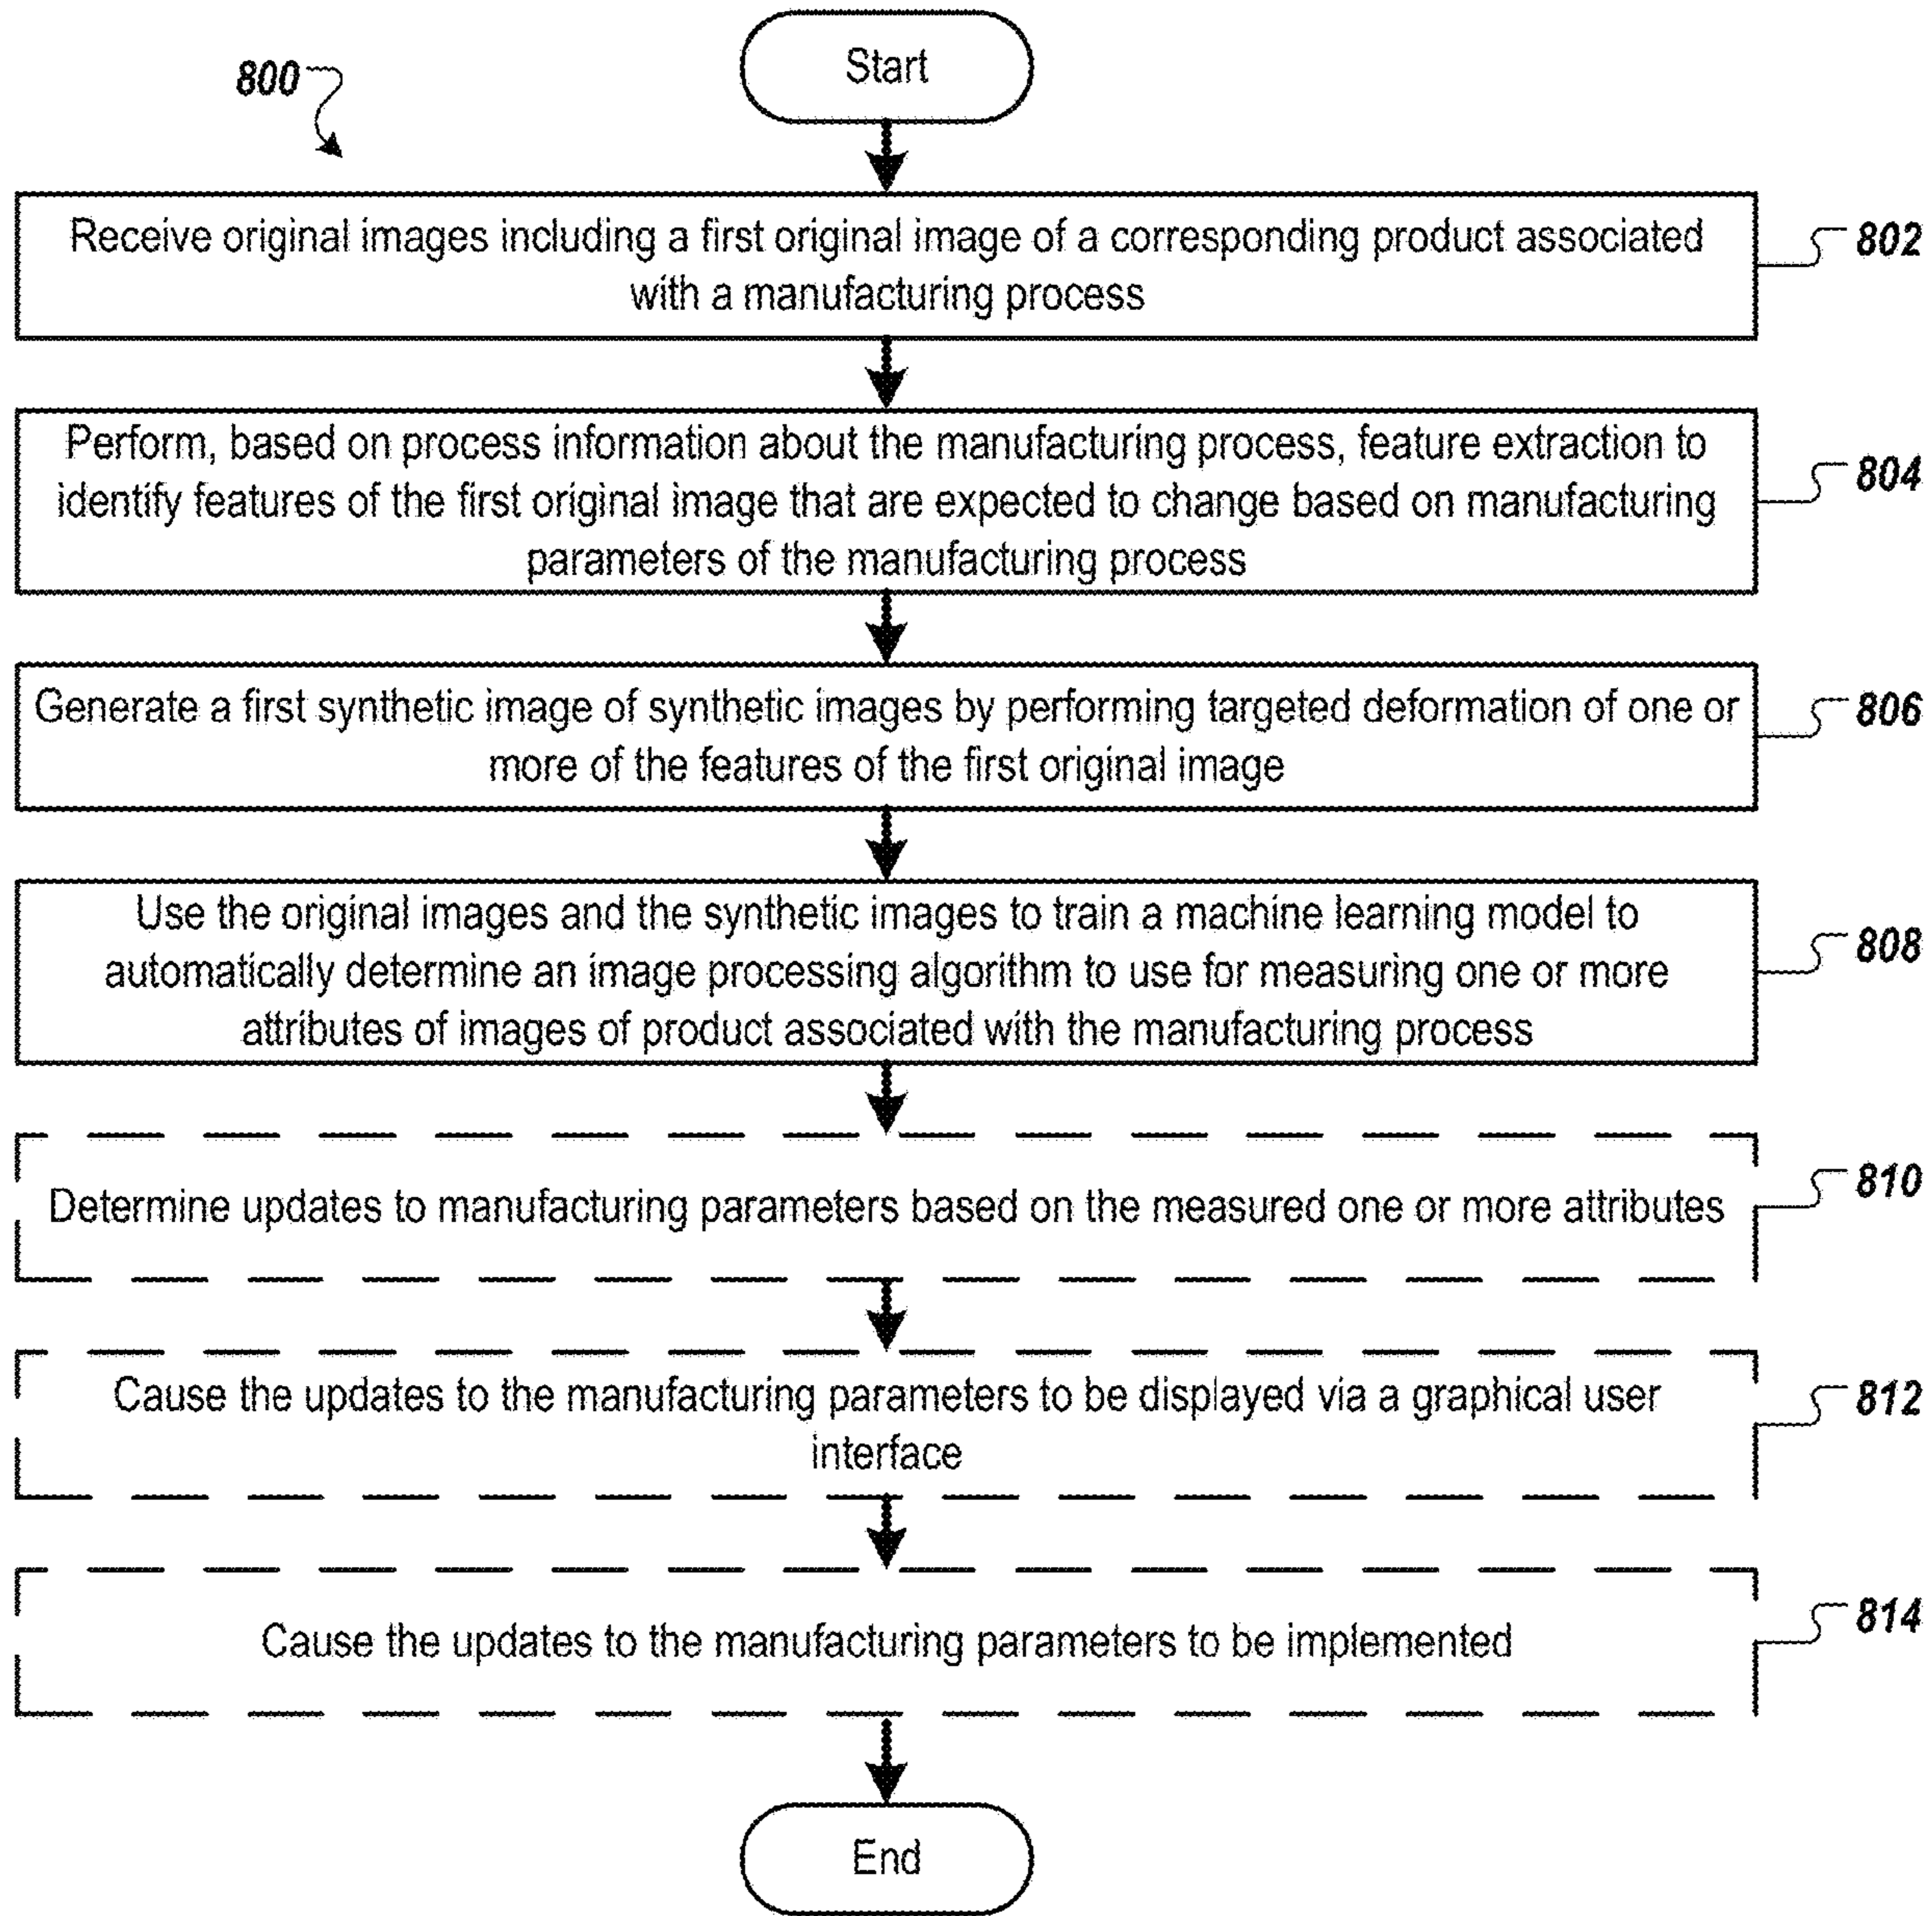 800
Start
Receive original images including a first original image of a corresponding product associated
with a manufacturing process
802
Perform, based on process information about the manufacturing process, feature extraction to
identify features of the first original image that are expected to change based on manufacturing
parameters of the manufacturing process
804
Generate a first synthetic image of synthetic images by performing targeted deformation of one or
more of the features of the first original image
806
Use the original images and the synthetic images to train a machine learning model to
automatically determine an image processing algorithm to use for measuring one or more
attributes of images of product associated with the manufacturing process
808
Determine updates to manufacturing parameters based on the measured one or more attributes
810
Cause the updates to the manufacturing parameters to be displayed via a graphical user
interface
812
Cause the updates to the manufacturing parameters to be implemented
814
End